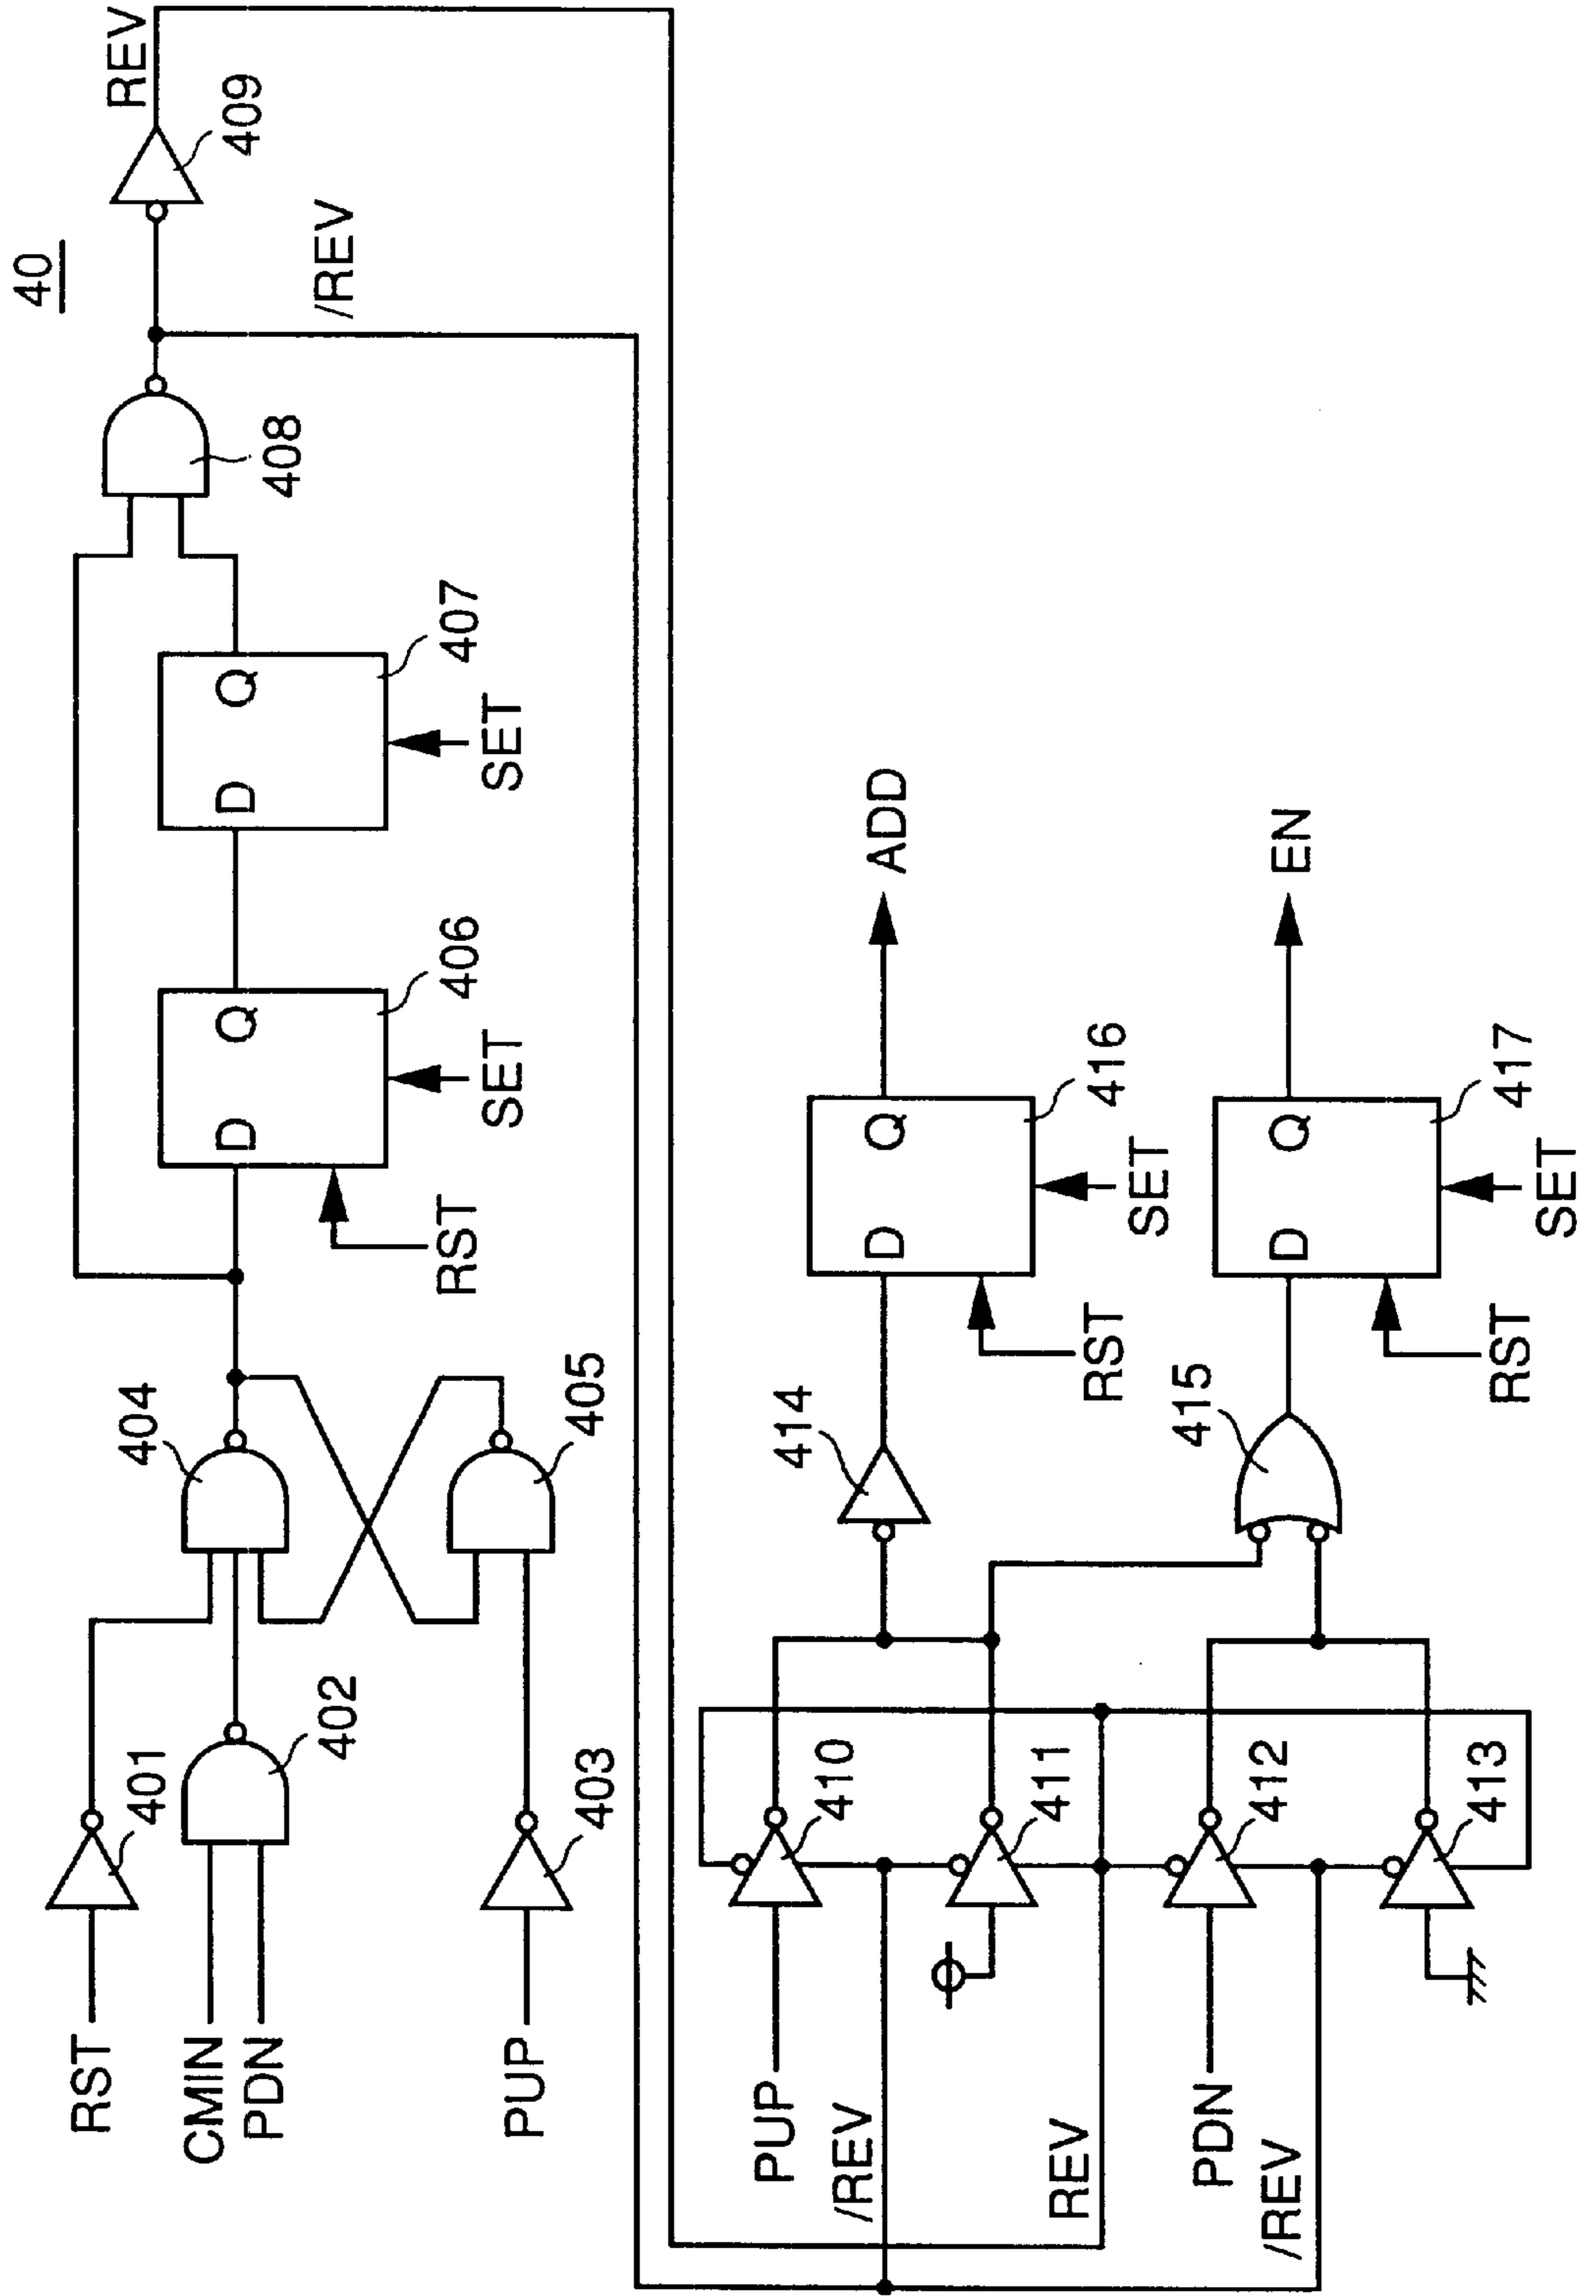 40
RST
401
CMIN
PDN
402
PUP
403
404
405
D
Q
406
RST
SET
D
Q
407
SET
408
/REV
409
REV
PUP
/REV
410
411
REV
PDN
412
/REV
413
414
415
D
Q
416
RST
SET
ADD
D
Q
417
RST
SET
EN